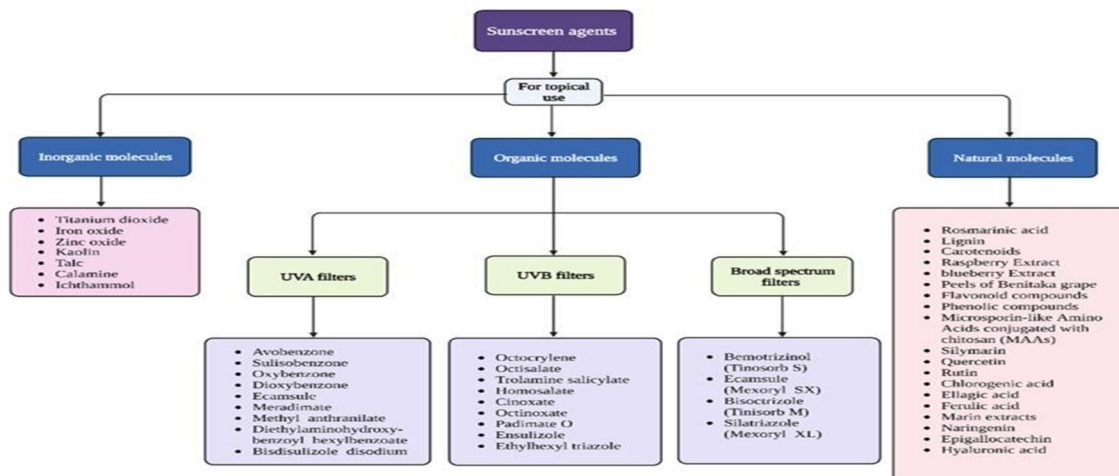 Sunscreen agents
For topical
use
Inorganic molecules
Organic molecules
Natural molecules
• Titanium dioxide
• Iron oxide
• Zinc oxide
• Kaolin
• Talc
• Calamine
• Ichthammol
UVA filters
UVB filters
Broad spectrum
filters
• Avobenzone
• Sulisobenzone
• Oxybenzone
• Dioxybenzone
• Ecamsule
• Meradimate
• Methyl anthranilate
• Diethylaminohydroxy-
benzoyl hexylbenzoate
• Bisdisulizole disodium
• Octocrylene
• Octisalate
• Trolamine salicylate
• Homosalate
• Cinoxate
• Octinoxate
• Padimate O
• Ensulizole
• Ethylhexyl triazole
• Bemotrizinol
(Tinosorb S)
• Ecamsule
(Mexoryl SX)
• Bisoctrizole
(Tinisorb M)
• Silatriazole
(Mexoryl XL)
• Rosmarinic acid
• Lignin
• Carotenoids
• Raspberry Extract
• blueberry Extract
• Peels of Benitaka grape
• Flavonoid compounds
• Phenolic compounds
• Microsporin-like Amino
Acids conjugated with
chitosan (MAAs)
• Silymarin
• Quercetin
• Rutin
• Chlorogenic acid
• Ellagic acid
• Ferulic acid
• Marin extracts
• Naringenin
• Epigallocatechin
• Hyaluronic acid